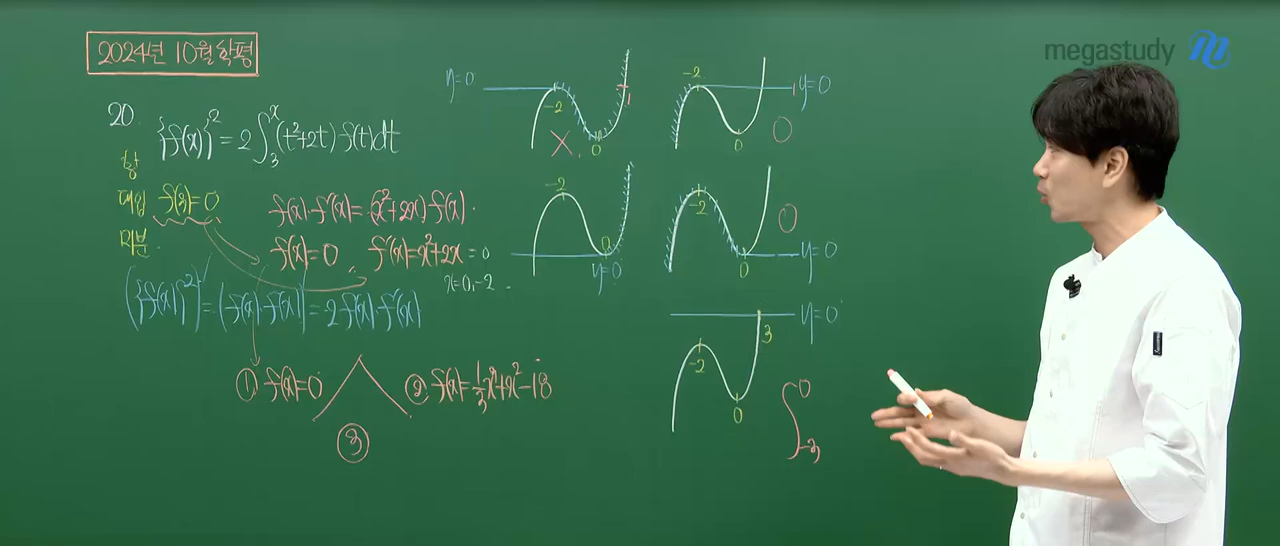 2024년 10월 학평
megastudy
20.
{f(x)}² = 2∫₃ˣ(t²+2t)f(t)dt
항
대입 f(3)=0
미분.
f(x)·f'(x)=(x²+2x)f(x).
f(x)=0 f'(x)=x²+2x=0
x=0,-2.
({f(x)}²)'=(f(x)·f(x))'=2f(x)·f'(x)
① f(x)=0
② f(x)=⅓x³+x²-18
③
y=0
-2
0
1
X.
-2
y=0
1
0
O
-2
0
y=0
-2
0
O
y=0
y=0
3
-2
0
∫₋₃⁰